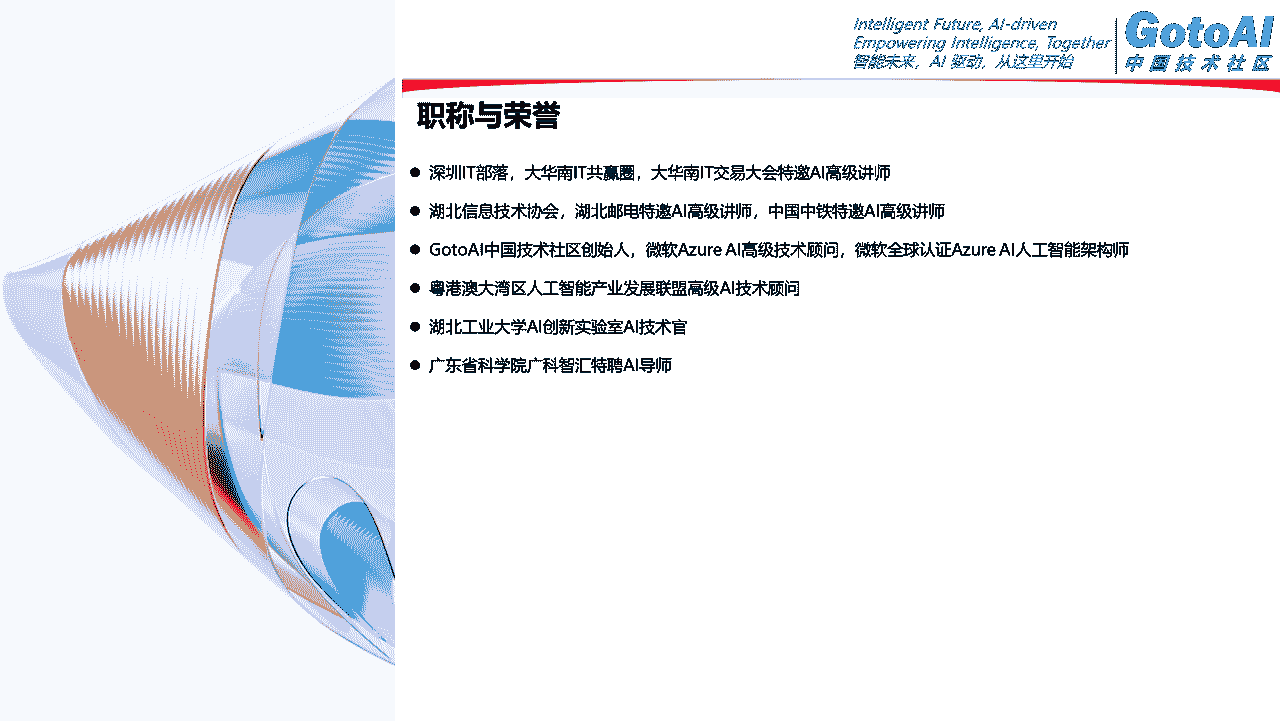 Intelligent Future, AI-driven
Empowering Intelligence, Together
智能未来，AI 驱动，从这里开始
GotoAI
中国技术社区
职称与荣誉
● 深圳IT部落，大华南IT共赢圈，大华南IT交易大会特邀AI高级讲师
● 湖北信息技术协会，湖北邮电特邀AI高级讲师，中国中铁特邀AI高级讲师
● GotoAI中国技术社区创始人，微软Azure AI高级技术顾问，微软全球认证Azure AI人工智能架构师
● 粤港澳大湾区人工智能产业发展联盟高级AI技术顾问
● 湖北工业大学AI创新实验室AI技术官
● 广东省科学院广科智汇特聘AI导师